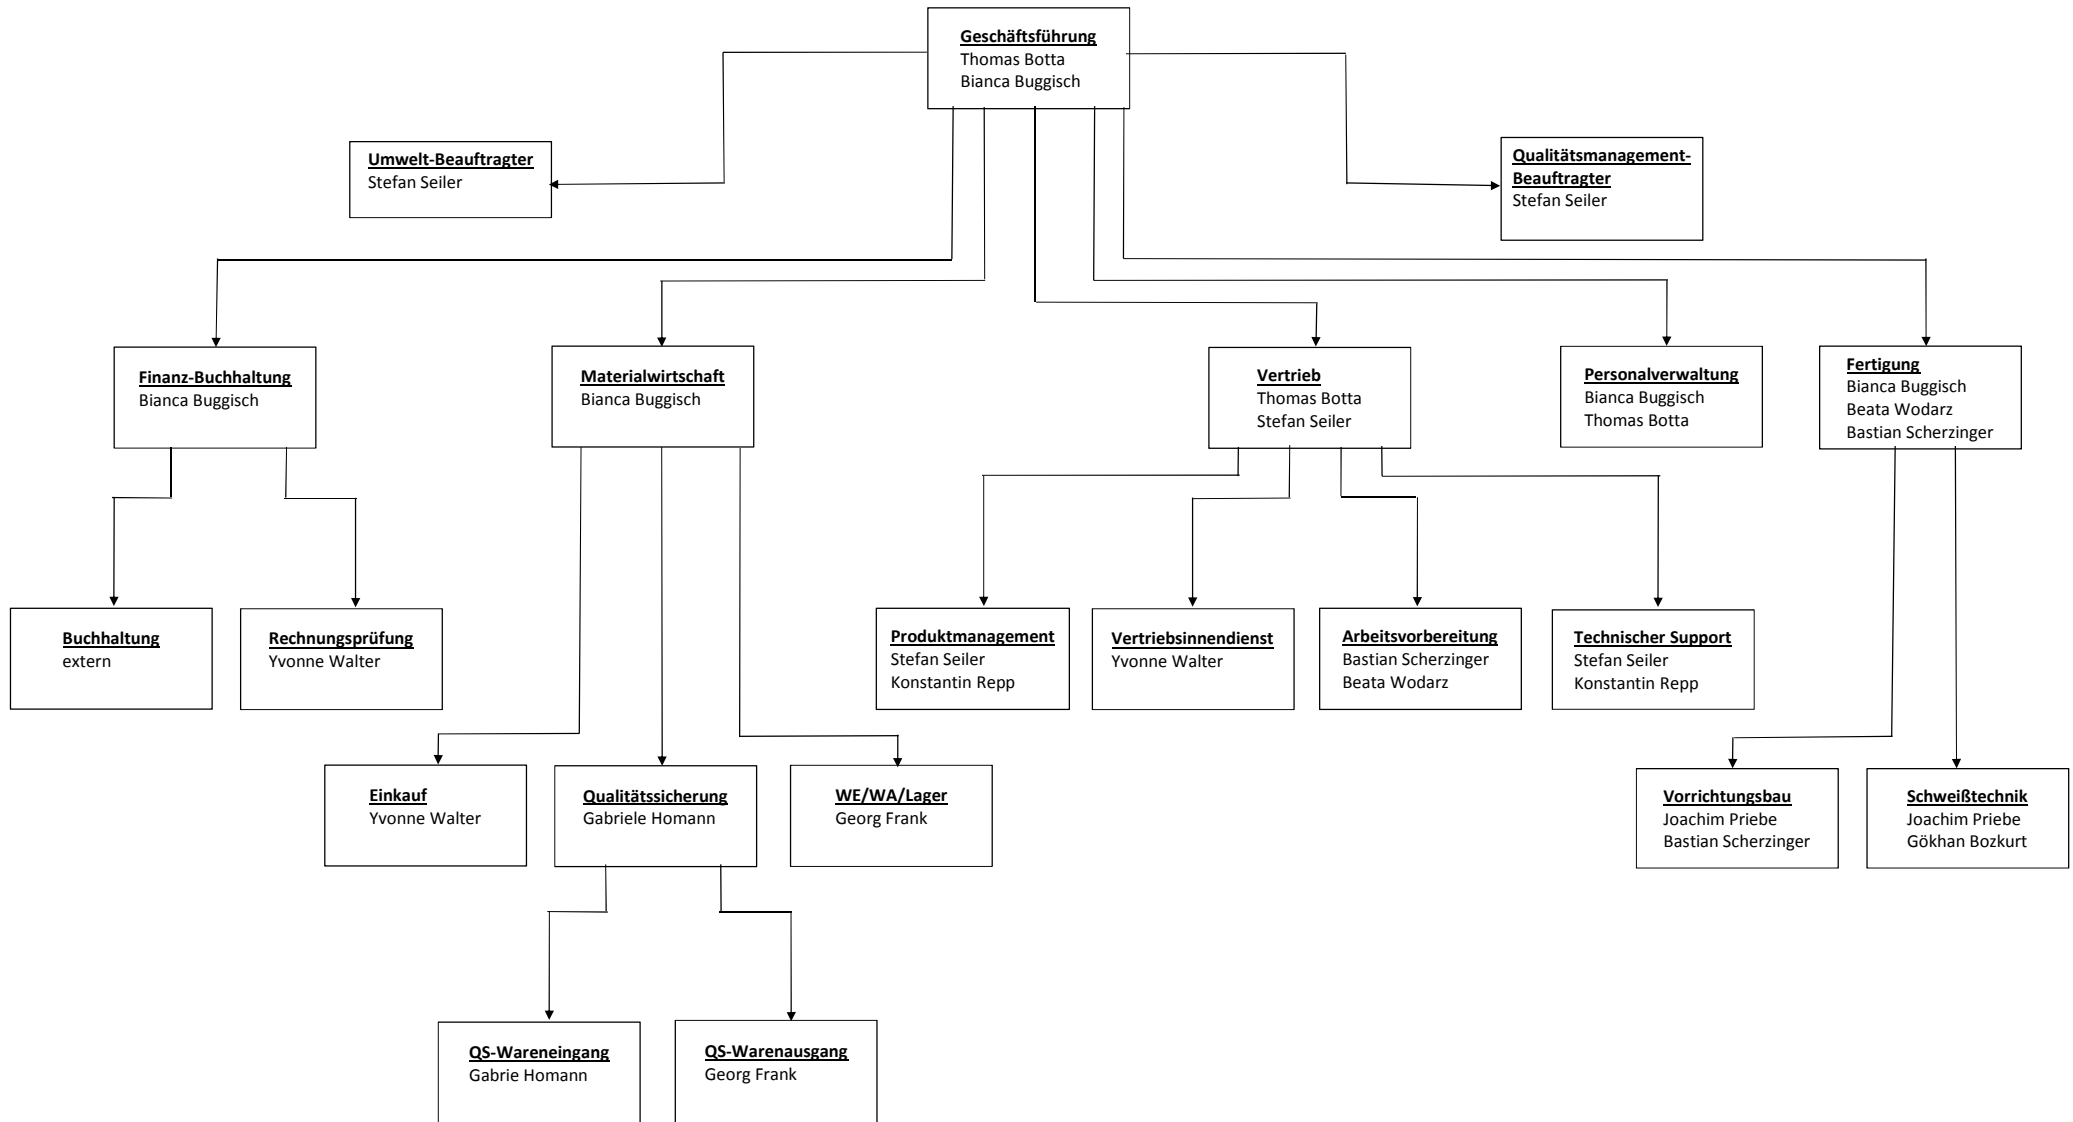 Geschäftsführung
Thomas Botta
Bianca Buggisch
Umwelt-Beauftragter
Stefan Seiler
Qualitätsmanagement-
Beauftragter
Stefan Seiler
Finanz-Buchhaltung
Bianca Buggisch
Materialwirtschaft
Bianca Buggisch
Vertrieb
Thomas Botta
Stefan Seiler
Personalverwaltung
Bianca Buggisch
Thomas Botta
Fertigung
Bianca Buggisch
Beata Wodarz
Bastian Scherzinger
Buchhaltung
extern
Rechnungsprüfung
Yvonne Walter
Produktmanagement
Stefan Seiler
Konstantin Repp
Vertriebsinnendienst
Yvonne Walter
Arbeitsvorbereitung
Bastian Scherzinger
Beata Wodarz
Technischer Support
Stefan Seiler
Konstantin Repp
Einkauf
Yvonne Walter
Qualitätssicherung
Gabriele Homann
WE/WA/Lager
Georg Frank
Vorrichtungsbau
Joachim Priebe
Bastian Scherzinger
Schweißtechnik
Joachim Priebe
Gökhan Bozkurt
QS-Wareneingang
Gabrie Homann
QS-Warenausgang
Georg Frank